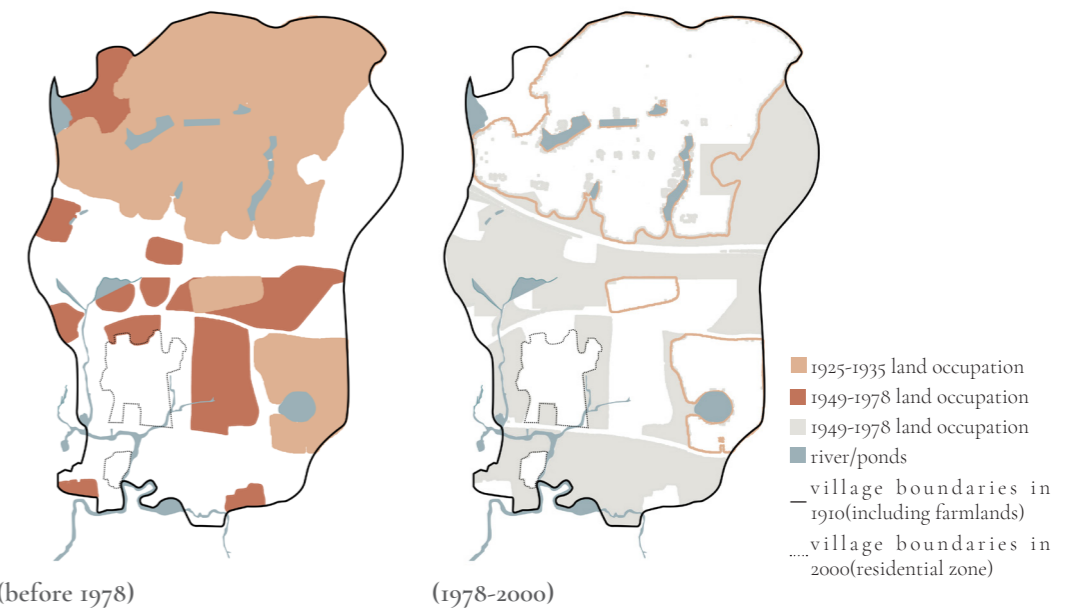 1925-1935 land occupation
1949-1978 land occupation
1949-1978 land occupation
river/ponds
village boundaries in
1910(including farmlands)
village boundaries in
2000(residential zone)
(before 1978)
(1978-2000)